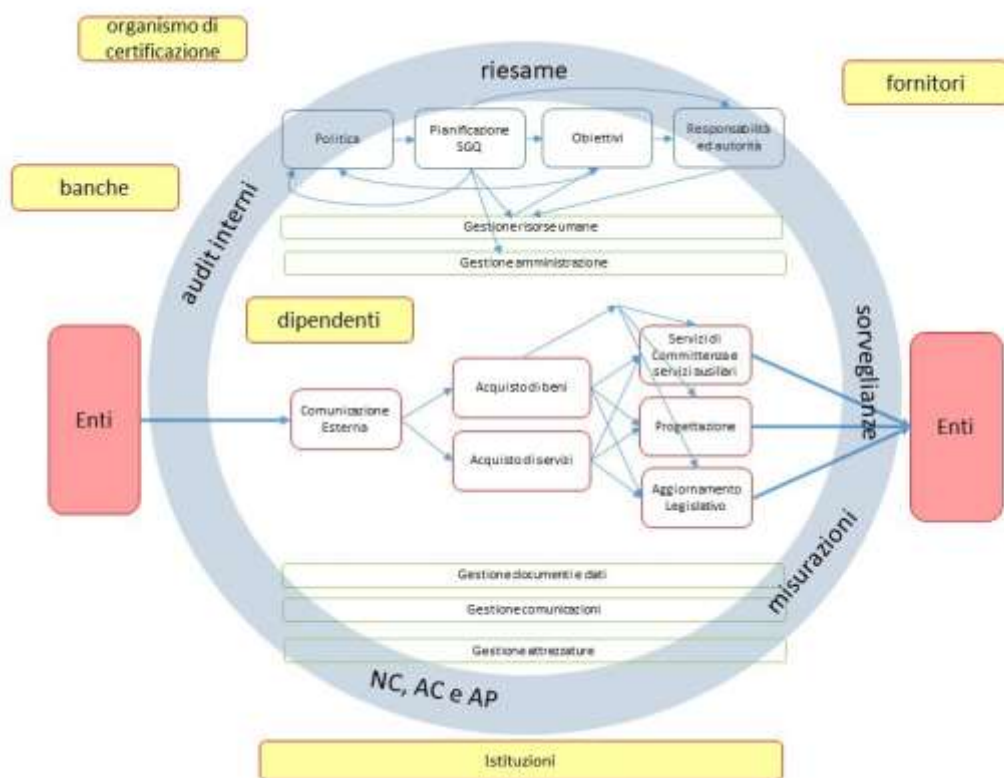 organismo di
certificazione
riesame
fornitori
Politica
Pianificazione
SGQ
Obiettivi
Responsabilità
ed autorità
banche
audit interni
Gestione risorse umane
Gestione amministrazione
dipendenti
sorveglianze
Enti
Comunicazione
Esterna
Acquisto di beni
Acquisto di servizi
Servizi di
Committenza e
servizi ausiliari
Progettazione
Aggiornamento
Legislativo
Enti
misurazioni
Gestione documenti e dati
Gestione comunicazioni
Gestione attrezzature
NC, AC e AP
Istituzioni